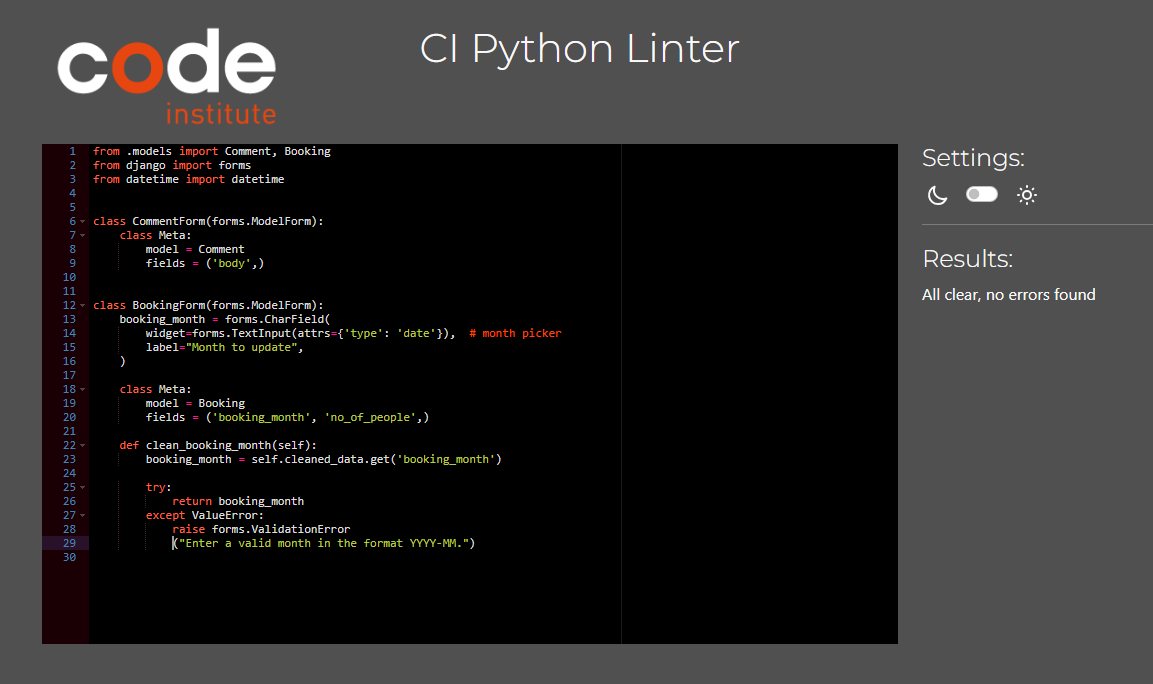 code
institute
CI Python Linter
1 from .models import Comment, Booking
2 from django import forms
3 from datetime import datetime
4
5
6 class CommentForm(forms.ModelForm):
7     class Meta:
8         model = Comment
9         fields = ('body',)
10
11
12 class BookingForm(forms.ModelForm):
13     booking_month = forms.CharField(
14         widget=forms.TextInput(attrs={'type': 'date'}),  # month picker
15         label="Month to update",
16     )
17
18     class Meta:
19         model = Booking
20         fields = ('booking_month', 'no_of_people',)
21
22     def clean_booking_month(self):
23         booking_month = self.cleaned_data.get('booking_month')
24
25         try:
26             return booking_month
27         except ValueError:
28             raise forms.ValidationError
29             ("Enter a valid month in the format YYYY-MM.")
30
Settings:
Results:
All clear, no errors found